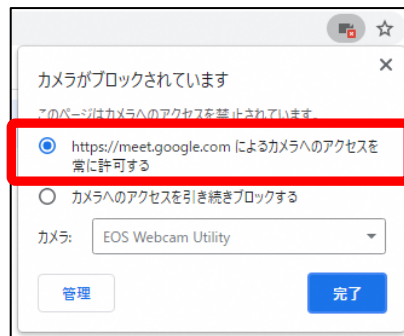 カメラがブロックされています
このページはカメラへのアクセスを禁止されています。
https://meet.google.com によるカメラへのアクセスを
常に許可する
カメラへのアクセスを引き続きブロックする
カメラ: EOS Webcam Utility
管理 完了